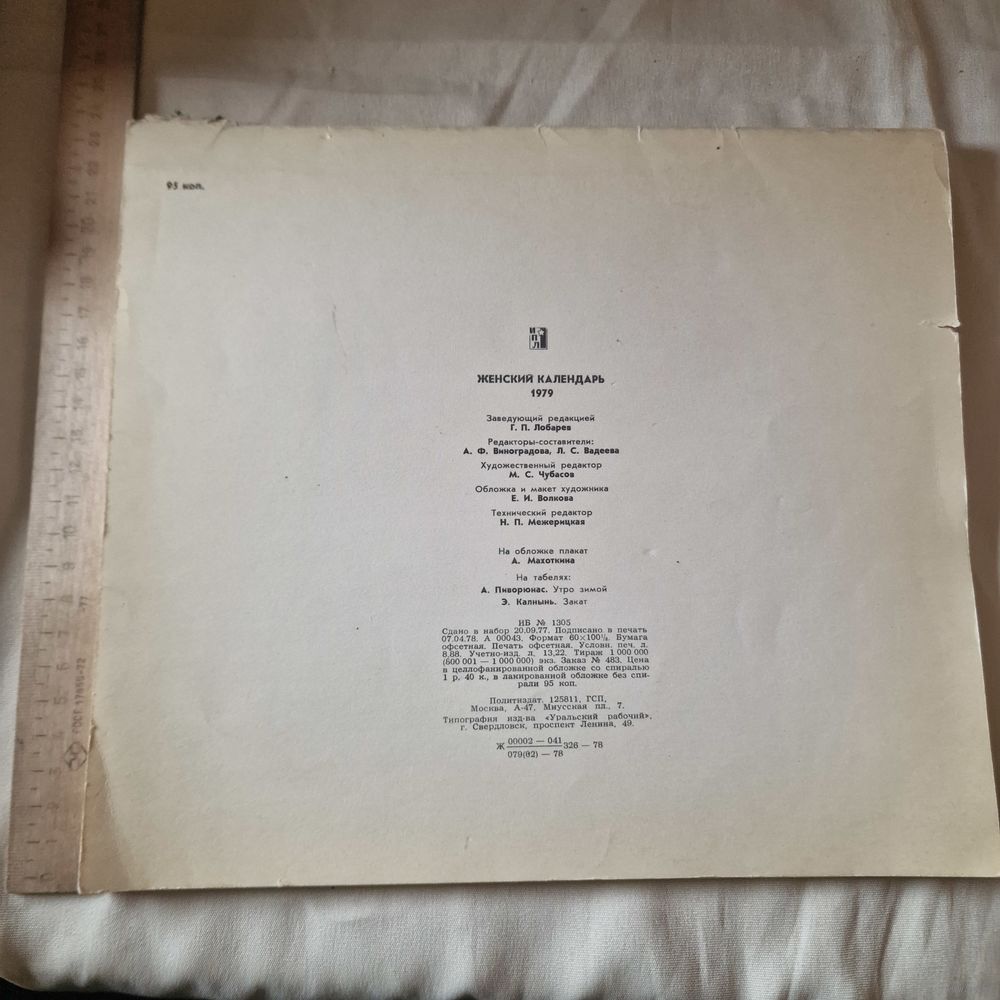 95 коп.
ИПЛ
ЖЕНСКИЙ КАЛЕНДАРЬ
1979
Заведующий редакцией
Г. П. Лобарев
Редакторы-составители:
А. Ф. Виноградова, Л. С. Вадеева
Художественный редактор
М. С. Чубасов
Обложка и макет художника
Е. И. Волкова
Технический редактор
Н. П. Межерицкая
На обложке плакат
А. Махоткина
На табелях:
А. Пиворюнас. Утро зимой
Э. Калнынь. Закат
ИБ № 1305
Сдано в набор 20.09.77. Подписано в печать
07.04.78. А 00043. Формат 60×100¼. Бумага
офсетная. Печать офсетная. Условн. печ. л.
8,88. Учетно-изд. л. 13,22. Тираж 1 000 000
(800 001 — 1 000 000) экз. Заказ № 483. Цена
в целлофанированной обложке со спиралью
1 р. 40 к., в лакированной обложке без спи-
рали 95 коп.
Политиздат. 125811, ГСП,
Москва, А-47, Миусская пл., 7.
Типография изд-ва «Уральский рабочий»,
г. Свердловск, проспект Ленина, 49.
Ж 00002 — 041 326 — 78
079(02) — 78